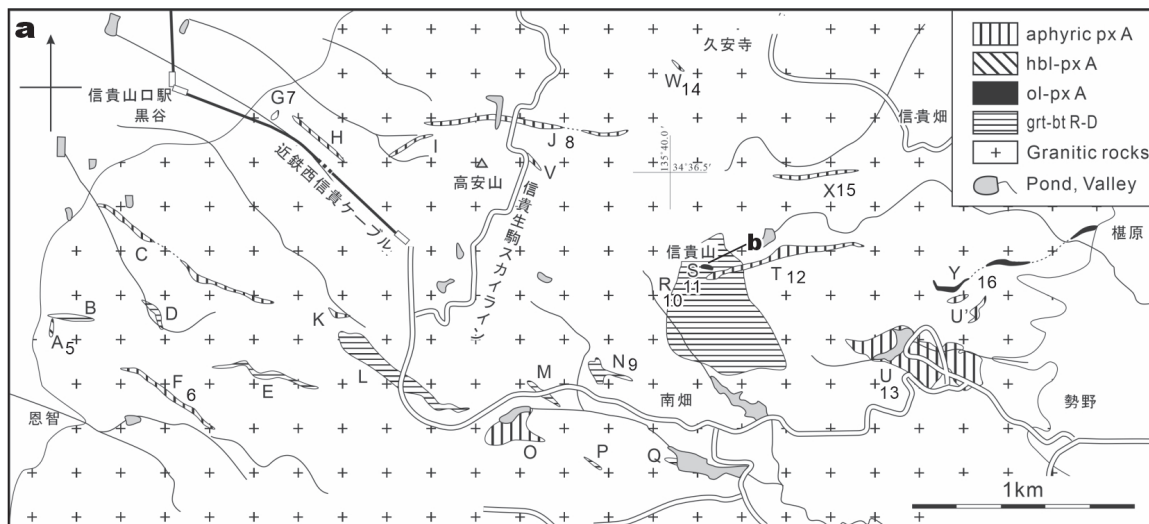 a
久安寺
信貴山口駅
黒谷
G7
H
I
J 8
近鉄西信貴ケーブル
高安山
V
信貴生駒スカイライン
W14
信貴畑
135°40.0'
34°36.5'
X15
aphyric px A
hbl-px A
ol-px A
grt-bt R-D
Granitic rocks
Pond, Valley
椹原
C
B
A5
D
K
信貴山
b
S
11
R
10
T 12
Y
16
U'
F
6
E
L
M
N9
南畑
U
13
勢野
恩智
O
P
Q
1km